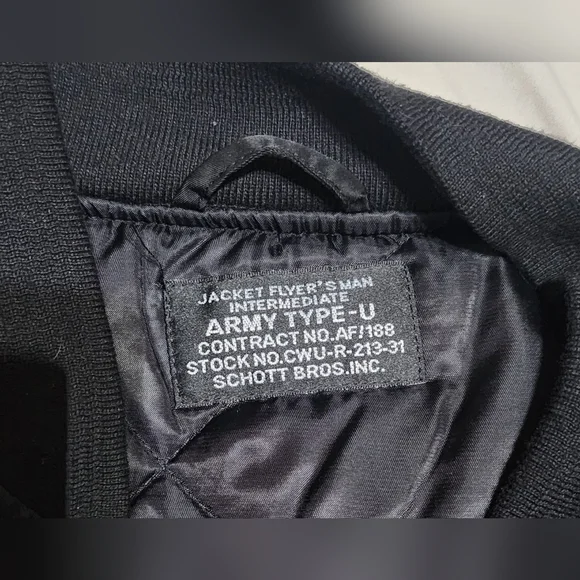 JACKET FLYER'S MAN
INTERMEDIATE
ARMY TYPE-U
CONTRACT NO.AF/188
STOCK NO.CWU-R-213-31
SCHOTT BROS.INC.